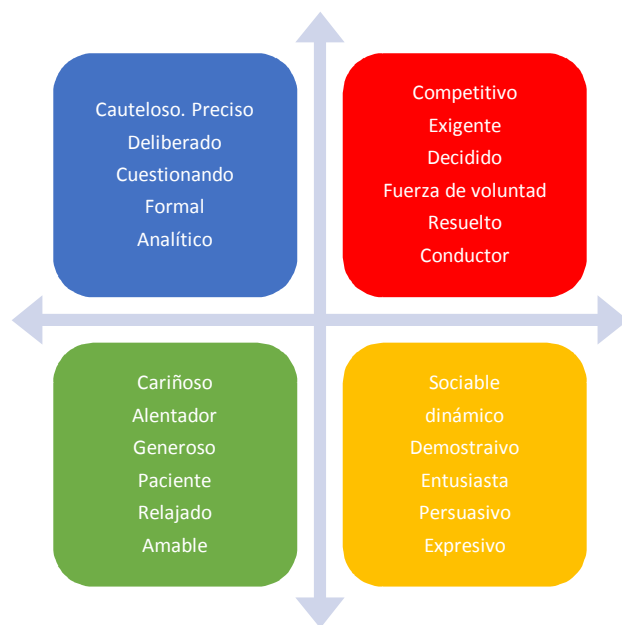 Cauteloso. Preciso
Deliberado
Cuestionando
Formal
Analítico
Competitivo
Exigente
Decidido
Fuerza de voluntad
Resuelto
Conductor
Cariñoso
Alentador
Generoso
Paciente
Relajado
Amable
Sociable
dinámico
Demostraivo
Entusiasta
Persuasivo
Expresivo